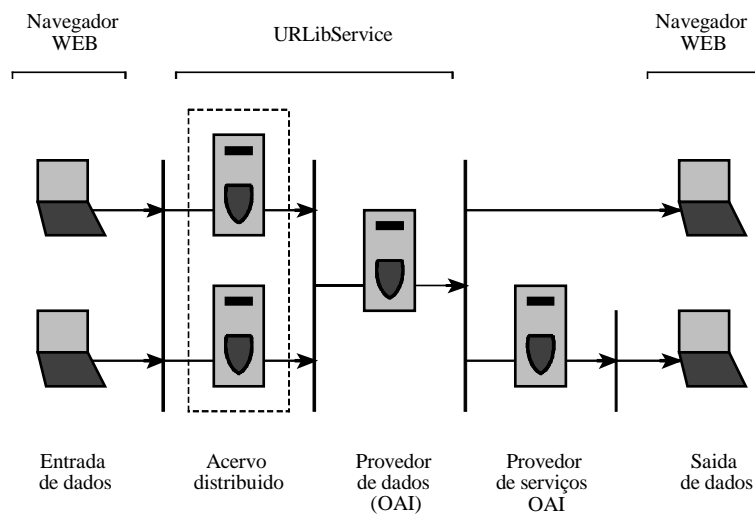 Navegador
WEB
URLibService
Navegador
WEB
Entrada
de dados
Acervo
distribuido
Provedor
de dados
(OAI)
Provedor
de serviços
OAI
Saida
de dados